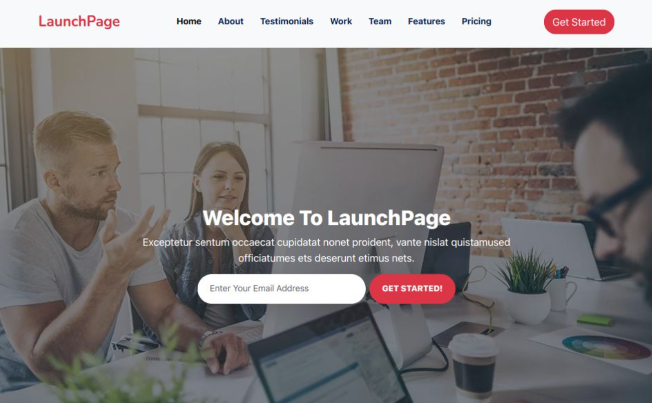 LaunchPage
Home About Testimonials Work Team Features Pricing
Get Started
Welcome To LaunchPage
Exceptetur sentum occaecat cupidatat nonet proident, vante nislat quistamused
officiatumes ets deserunt etimus nets.
Enter Your Email Address
GET STARTED!